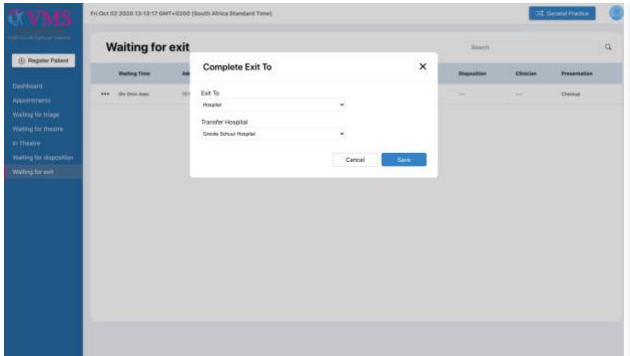 VMS
Fri Oct 02 2020 13:13:17 GMT+0200 (South Africa Standard Time)
General Practice
Register Patient
Waiting for exit
Search
Complete Exit To
Waiting Time
Disposition
Clinician
Presentation
Exit To
Hospital
Checkup
Transfer Hospital
Groote Schuur Hospital
Cancel
Save
Dashboard
Appointments
Waiting for triage
Waiting for theatre
In Theatre
Waiting for disposition
Waiting for exit